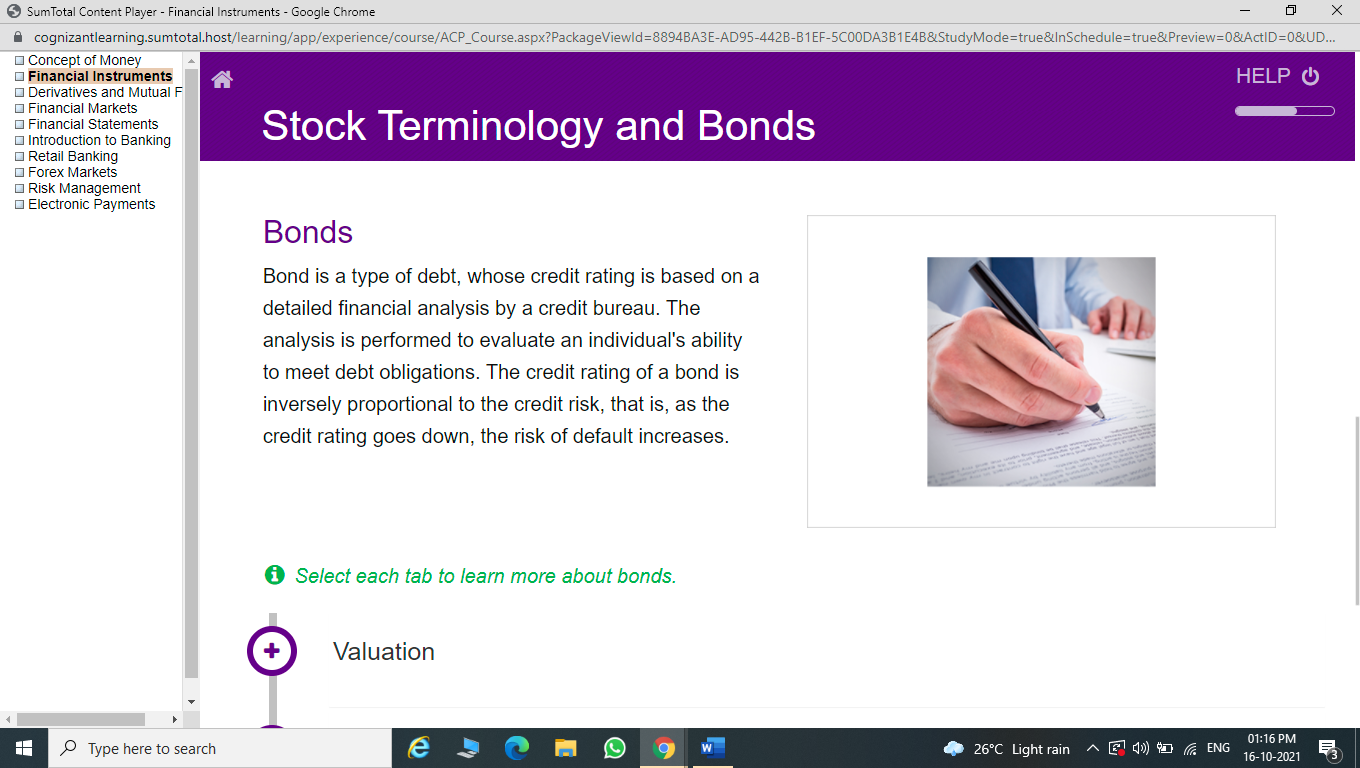 SumTotal Content Player - Financial Instruments - Google Chrome
cognizantlearning.sumtotal.host/learning/app/experience/course/ACP_Course.aspx?PackageViewId=8894BA3E-AD95-442B-B1EF-5C00DA3B1E4B&StudyMode=true&InSchedule=true&Preview=0&ActID=0&UD...
Concept of Money
Financial Instruments
Derivatives and Mutual F
Financial Markets
Financial Statements
Introduction to Banking
Retail Banking
Forex Markets
Risk Management
Electronic Payments
HELP
Stock Terminology and Bonds
Bonds
Bond is a type of debt, whose credit rating is based on a
detailed financial analysis by a credit bureau. The
analysis is performed to evaluate an individual's ability
to meet debt obligations. The credit rating of a bond is
inversely proportional to the credit risk, that is, as the
credit rating goes down, the risk of default increases.
Select each tab to learn more about bonds.
Valuation
Type here to search
26°C Light rain
ENG
01:16 PM
16-10-2021
3